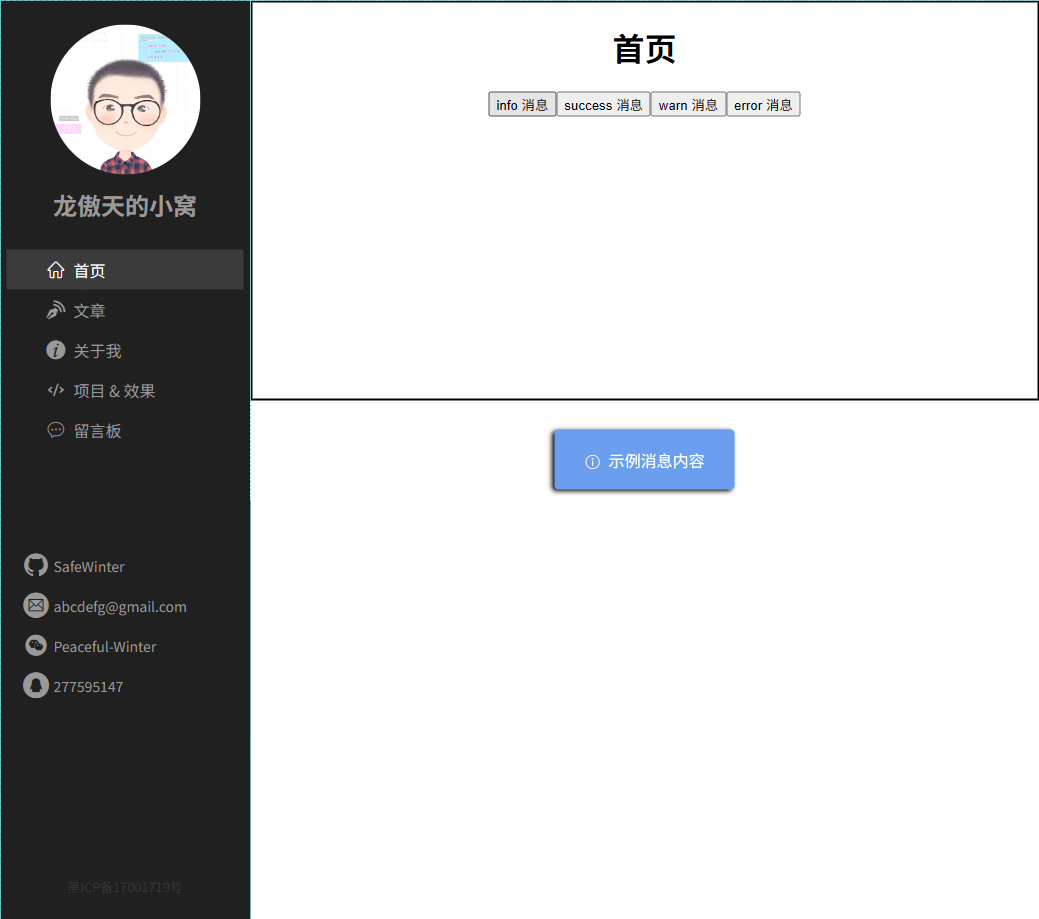 龙傲天的小窝
首页
文章
关于我
项目 & 效果
留言板
SafeWinter
abcdefg@gmail.com
Peaceful-Winter
277595147
黑ICP备17001719号
首页
info 消息 success 消息 warn 消息 error 消息
示例消息内容